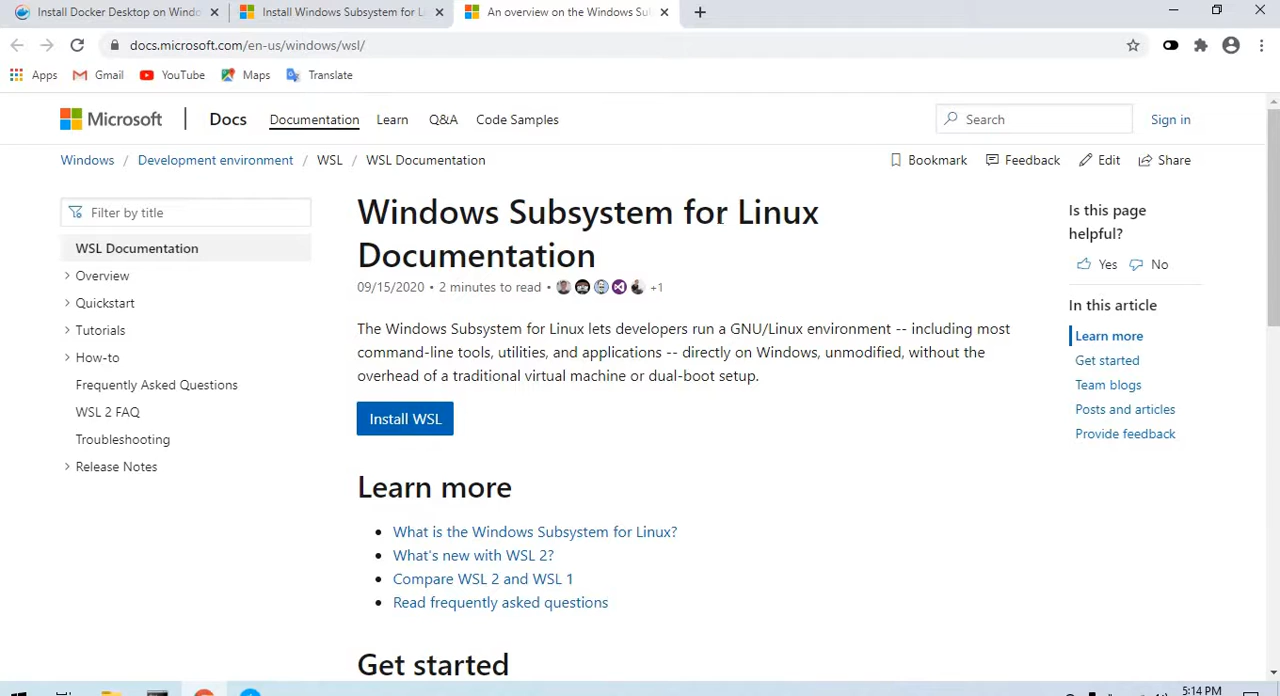 Install Docker Desktop on Windo
Install Windows Subsystem for L
An overview on the Windows Su
docs.microsoft.com/en-us/windows/wsl/
Apps
Gmail
YouTube
Maps
Translate
Microsoft
Docs
Documentation
Learn
Q&A
Code Samples
Search
Sign in
Windows / Development environment / WSL / WSL Documentation
Bookmark
Feedback
Edit
Share
Filter by title
WSL Documentation
Overview
Quickstart
Tutorials
How-to
Frequently Asked Questions
WSL 2 FAQ
Troubleshooting
Release Notes
Windows Subsystem for Linux
Documentation
09/15/2020 • 2 minutes to read • +1
The Windows Subsystem for Linux lets developers run a GNU/Linux environment -- including most
command-line tools, utilities, and applications -- directly on Windows, unmodified, without the
overhead of a traditional virtual machine or dual-boot setup.
Install WSL
Learn more
• What is the Windows Subsystem for Linux?
• What's new with WSL 2?
• Compare WSL 2 and WSL 1
• Read frequently asked questions
Get started
Is this page
helpful?
Yes
No
In this article
Learn more
Get started
Team blogs
Posts and articles
Provide feedback
5:14 PM